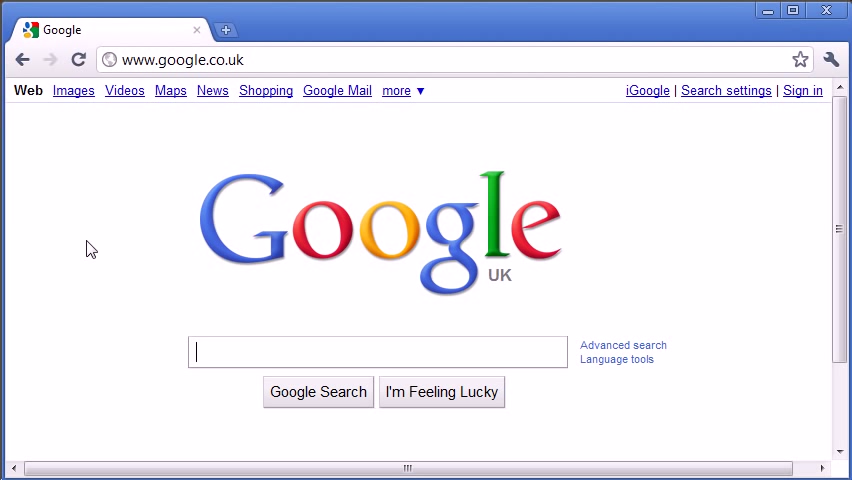 Google
www.google.co.uk
Web Images Videos Maps News Shopping Google Mail more ▼ iGoogle | Search settings | Sign in
Google
UK
Advanced search
Language tools
Google Search I'm Feeling Lucky